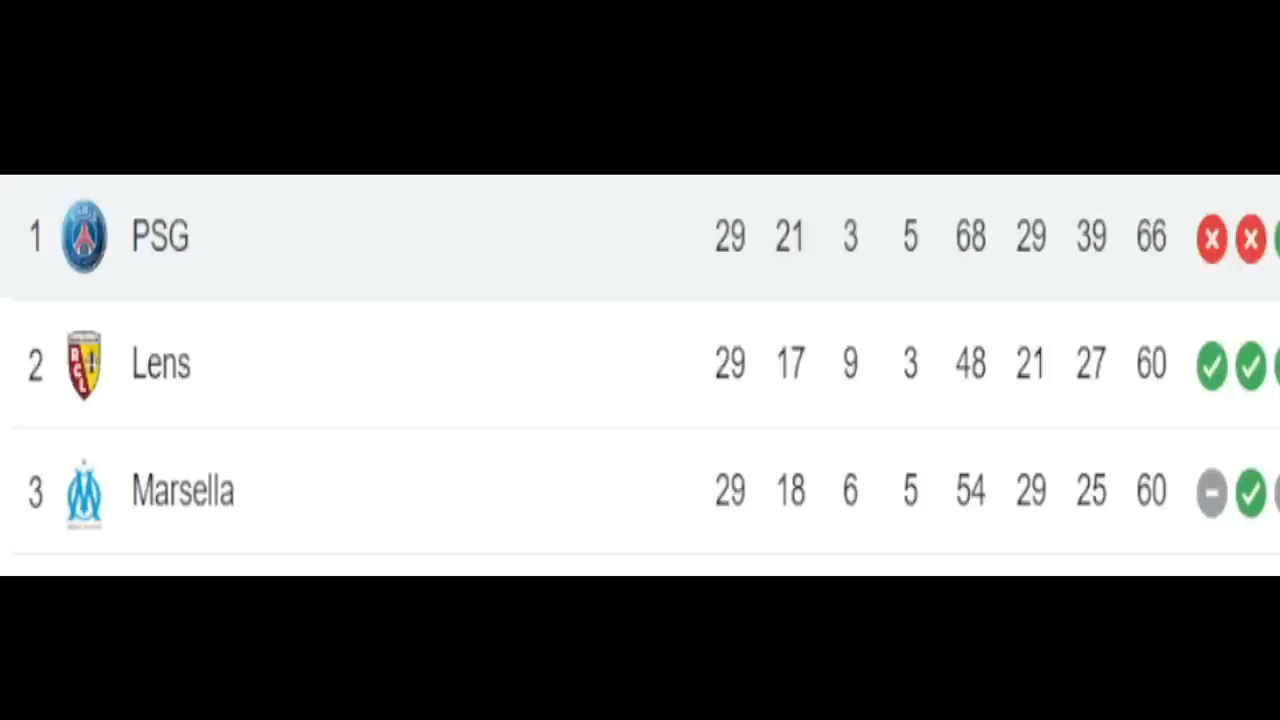 1 PSG 29 21 3 5 68 29 39 66
2 RCL Lens 29 17 9 3 48 21 27 60
3 Marsella 29 18 6 5 54 29 25 60